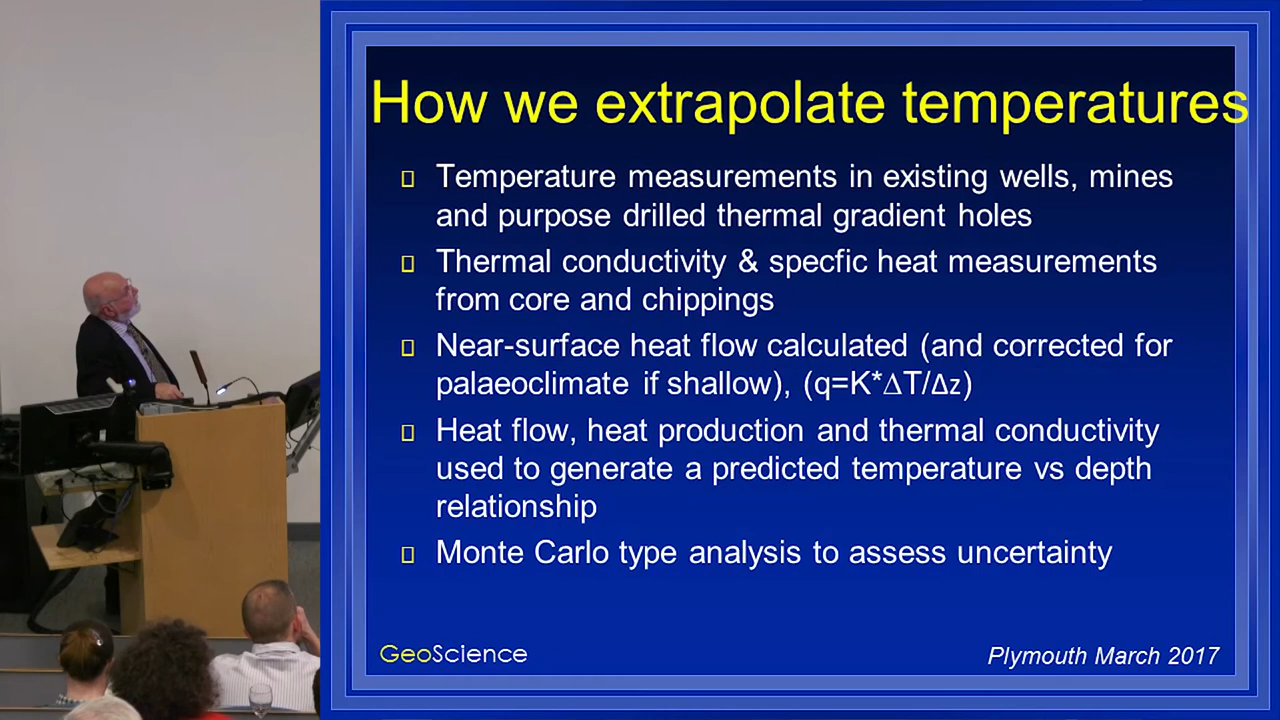 How we extrapolate temperatures
Temperature measurements in existing wells, mines
and purpose drilled thermal gradient holes
Thermal conductivity & specfic heat measurements
from core and chippings
Near-surface heat flow calculated (and corrected for
palaeoclimate if shallow), (q=K*∆T/∆z)
Heat flow, heat production and thermal conductivity
used to generate a predicted temperature vs depth
relationship
Monte Carlo type analysis to assess uncertainty
GeoScience
Plymouth March 2017